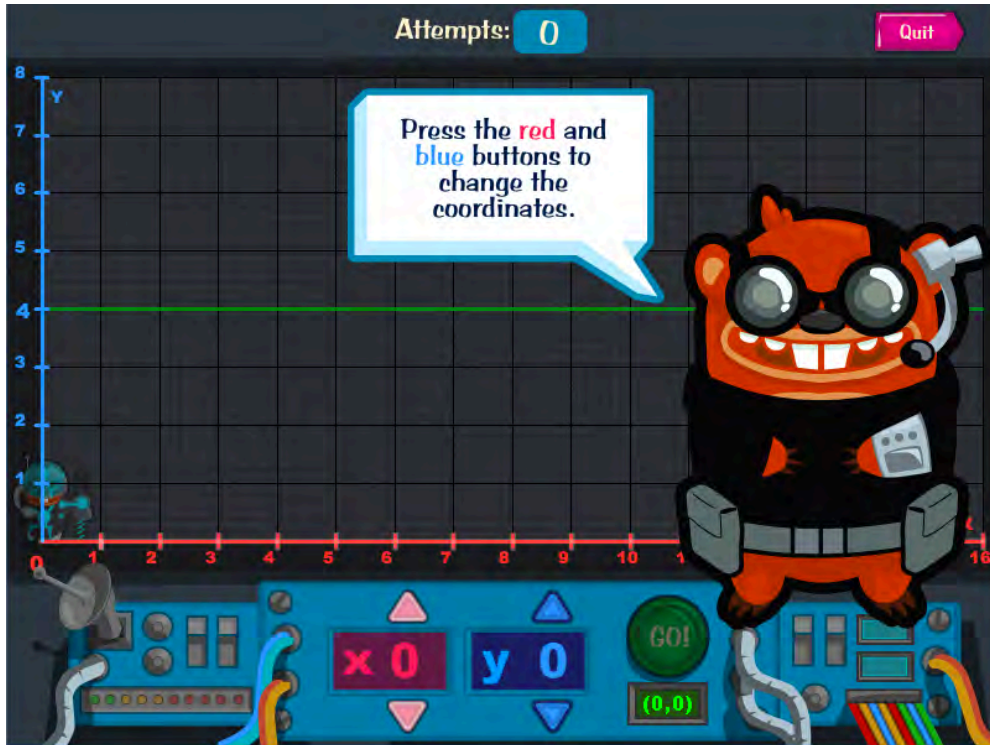 Attempts: 0
Quit
8
Y
7
Press the red and
blue buttons to
change the
coordinates.
6
5
4
3
2
1
0 1 2 3 4 5 6 7 8 9 10 16
x 0
y 0
GO!
(0,0)